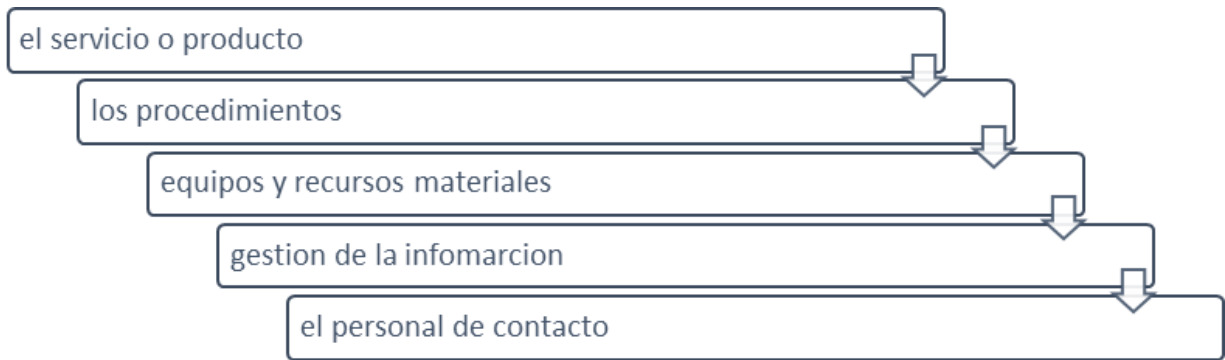 el servicio o producto
los procedimientos
equipos y recursos materiales
gestion de la infomarcion
el personal de contacto